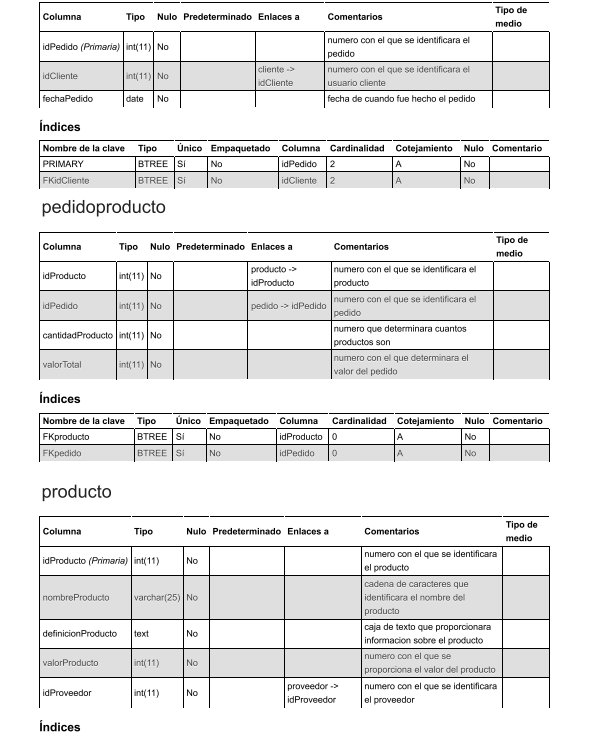 Columna Tipo Nulo Predeterminado Enlaces a Comentarios Tipo de medio
idPedido (Primaria) int(11) No numero con el que se identificara el pedido
idCliente int(11) No cliente -> idCliente numero con el que se identificara el usuario cliente
fechaPedido date No fecha de cuando fue hecho el pedido
Índices
Nombre de la clave Tipo Único Empaquetado Columna Cardinalidad Cotejamiento Nulo Comentario
PRIMARY BTREE Sí No idPedido 2 A No
FKidCliente BTREE Sí No idCliente 2 A No
pedidoproducto
Columna Tipo Nulo Predeterminado Enlaces a Comentarios Tipo de medio
idProducto int(11) No producto -> idProducto numero con el que se identificara el producto
idPedido int(11) No pedido -> idPedido numero con el que se identificara el pedido
cantidadProducto int(11) No numero que determinara cuantos productos son
valorTotal int(11) No numero con el que determinara el valor del pedido
Índices
Nombre de la clave Tipo Único Empaquetado Columna Cardinalidad Cotejamiento Nulo Comentario
FKproducto BTREE Sí No idProducto 0 A No
FKpedido BTREE Sí No idPedido 0 A No
producto
Columna Tipo Nulo Predeterminado Enlaces a Comentarios Tipo de medio
idProducto (Primaria) int(11) No numero con el que se identificara el producto
nombreProducto varchar(25) No cadena de caracteres que identificara el nombre del producto
definicionProducto text No caja de texto que proporcionara informacion sobre el producto
valorProducto int(11) No numero con el que se proporciona el valor del producto
idProveedor int(11) No proveedor -> idProveedor numero con el que se identificara el proveedor
Índices